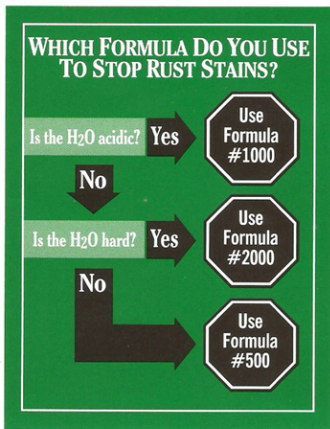 WHICH FORMULA DO YOU USE
TO STOP RUST STAINS?
Is the H2O acidic? Yes
Use
Formula
#1000
No
Is the H2O hard? Yes
Use
Formula
#2000
No
Use
Formula
#500